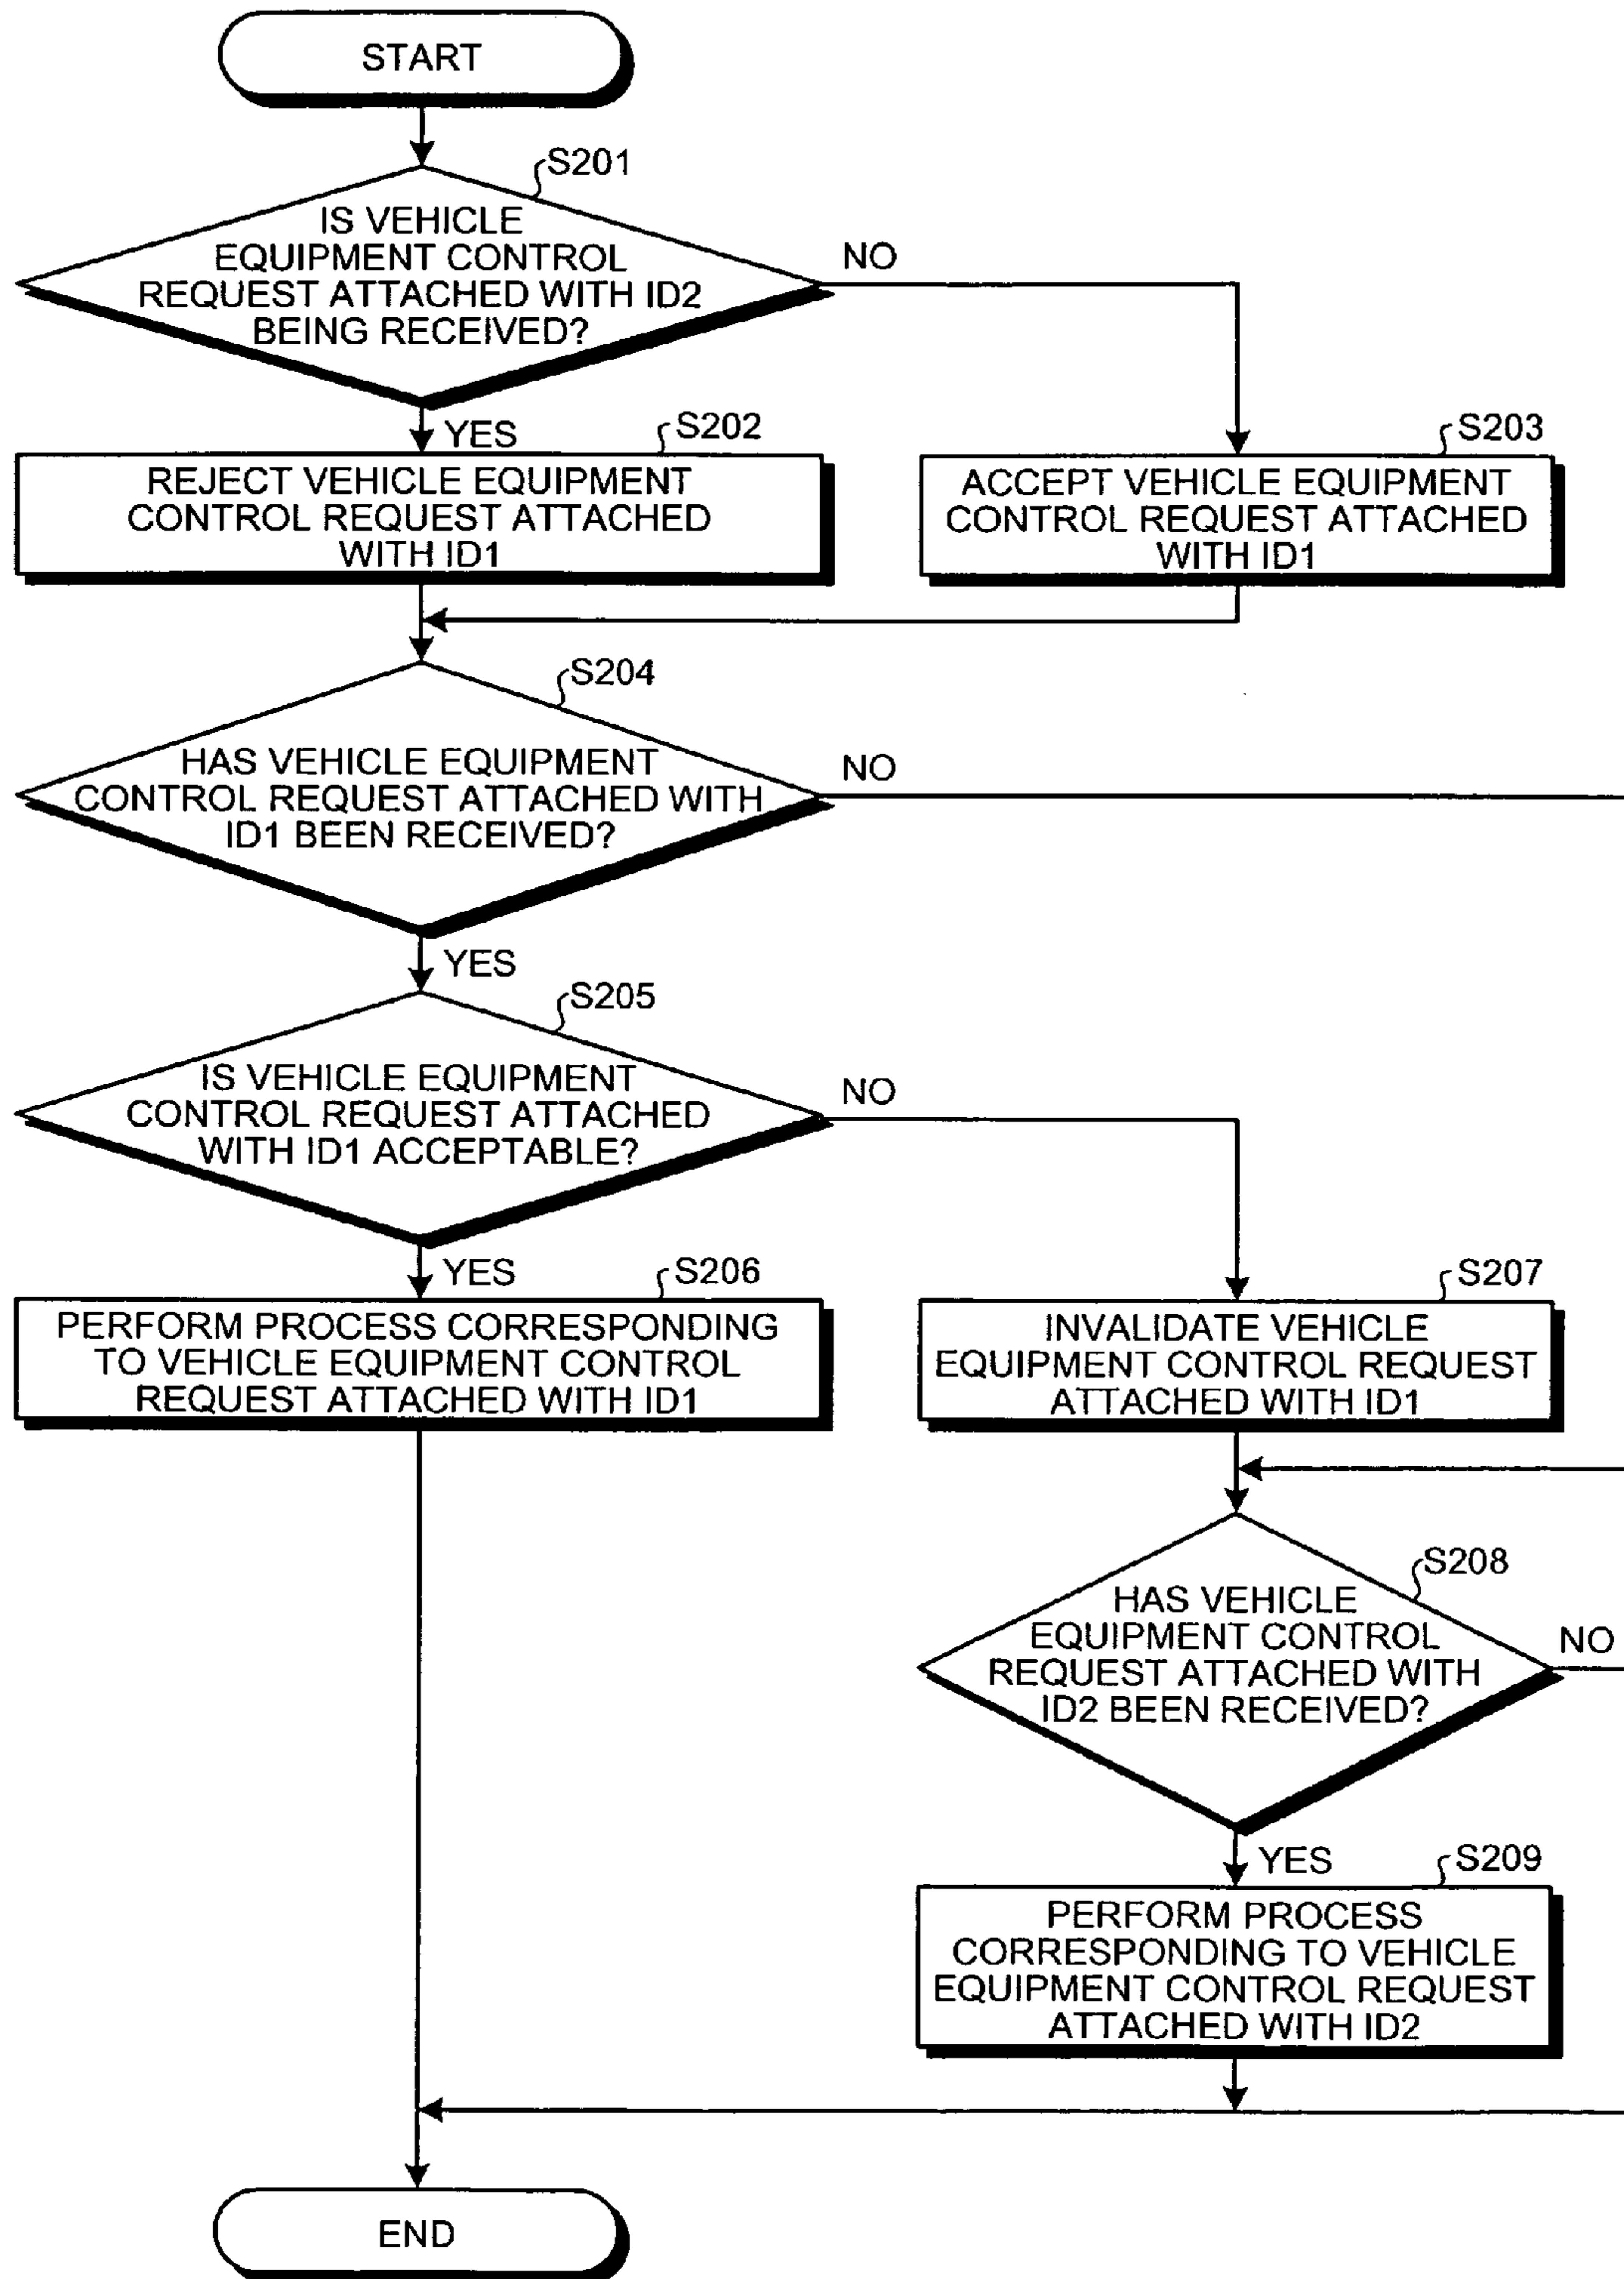 START
S201
IS VEHICLE
EQUIPMENT CONTROL
REQUEST ATTACHED WITH ID2
BEING RECEIVED?
NO
YES
S202
REJECT VEHICLE EQUIPMENT
CONTROL REQUEST ATTACHED
WITH ID1
S203
ACCEPT VEHICLE EQUIPMENT
CONTROL REQUEST ATTACHED
WITH ID1
S204
HAS VEHICLE EQUIPMENT
CONTROL REQUEST ATTACHED WITH
ID1 BEEN RECEIVED?
NO
YES
S205
IS VEHICLE EQUIPMENT
CONTROL REQUEST ATTACHED
WITH ID1 ACCEPTABLE?
NO
YES
S206
PERFORM PROCESS CORRESPONDING
TO VEHICLE EQUIPMENT CONTROL
REQUEST ATTACHED WITH ID1
S207
INVALIDATE VEHICLE
EQUIPMENT CONTROL REQUEST
ATTACHED WITH ID1
S208
HAS VEHICLE
EQUIPMENT CONTROL
REQUEST ATTACHED WITH
ID2 BEEN RECEIVED?
NO
YES
S209
PERFORM PROCESS
CORRESPONDING TO VEHICLE
EQUIPMENT CONTROL REQUEST
ATTACHED WITH ID2
END